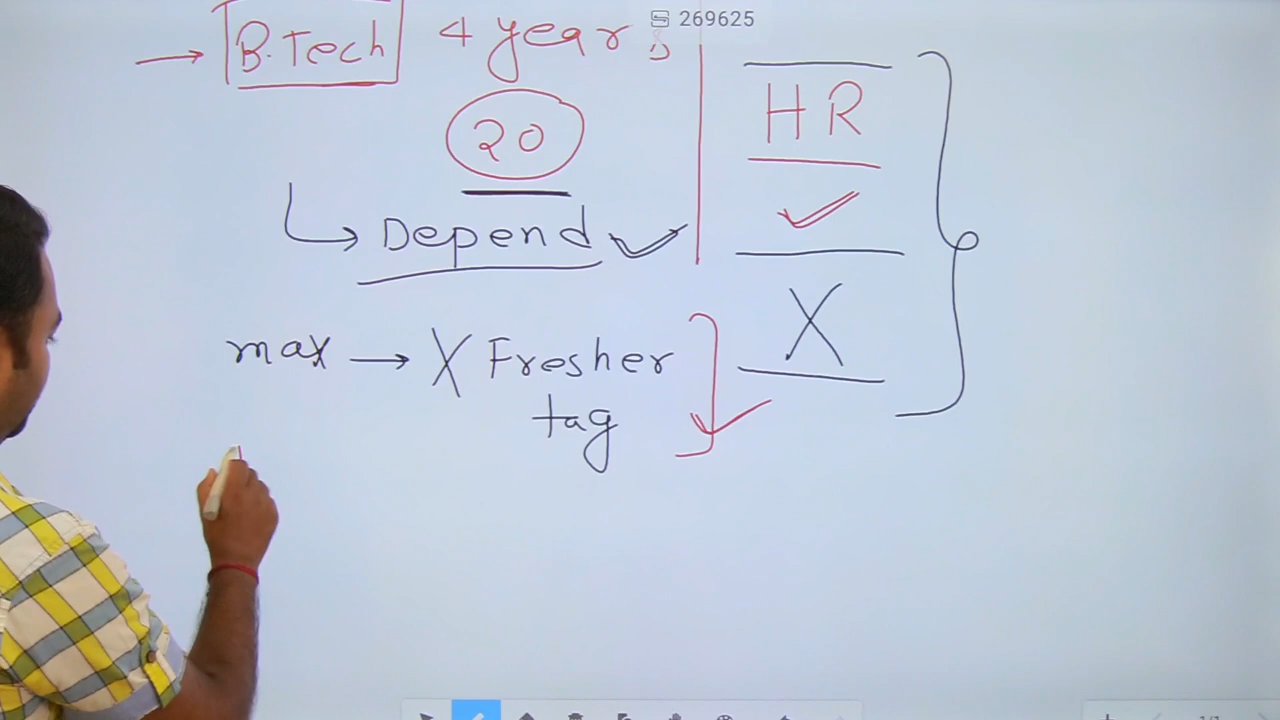 269625
→ B.Tech 4 years
20
Depend ✓
HR
✓
X
max → X Fresher
tag